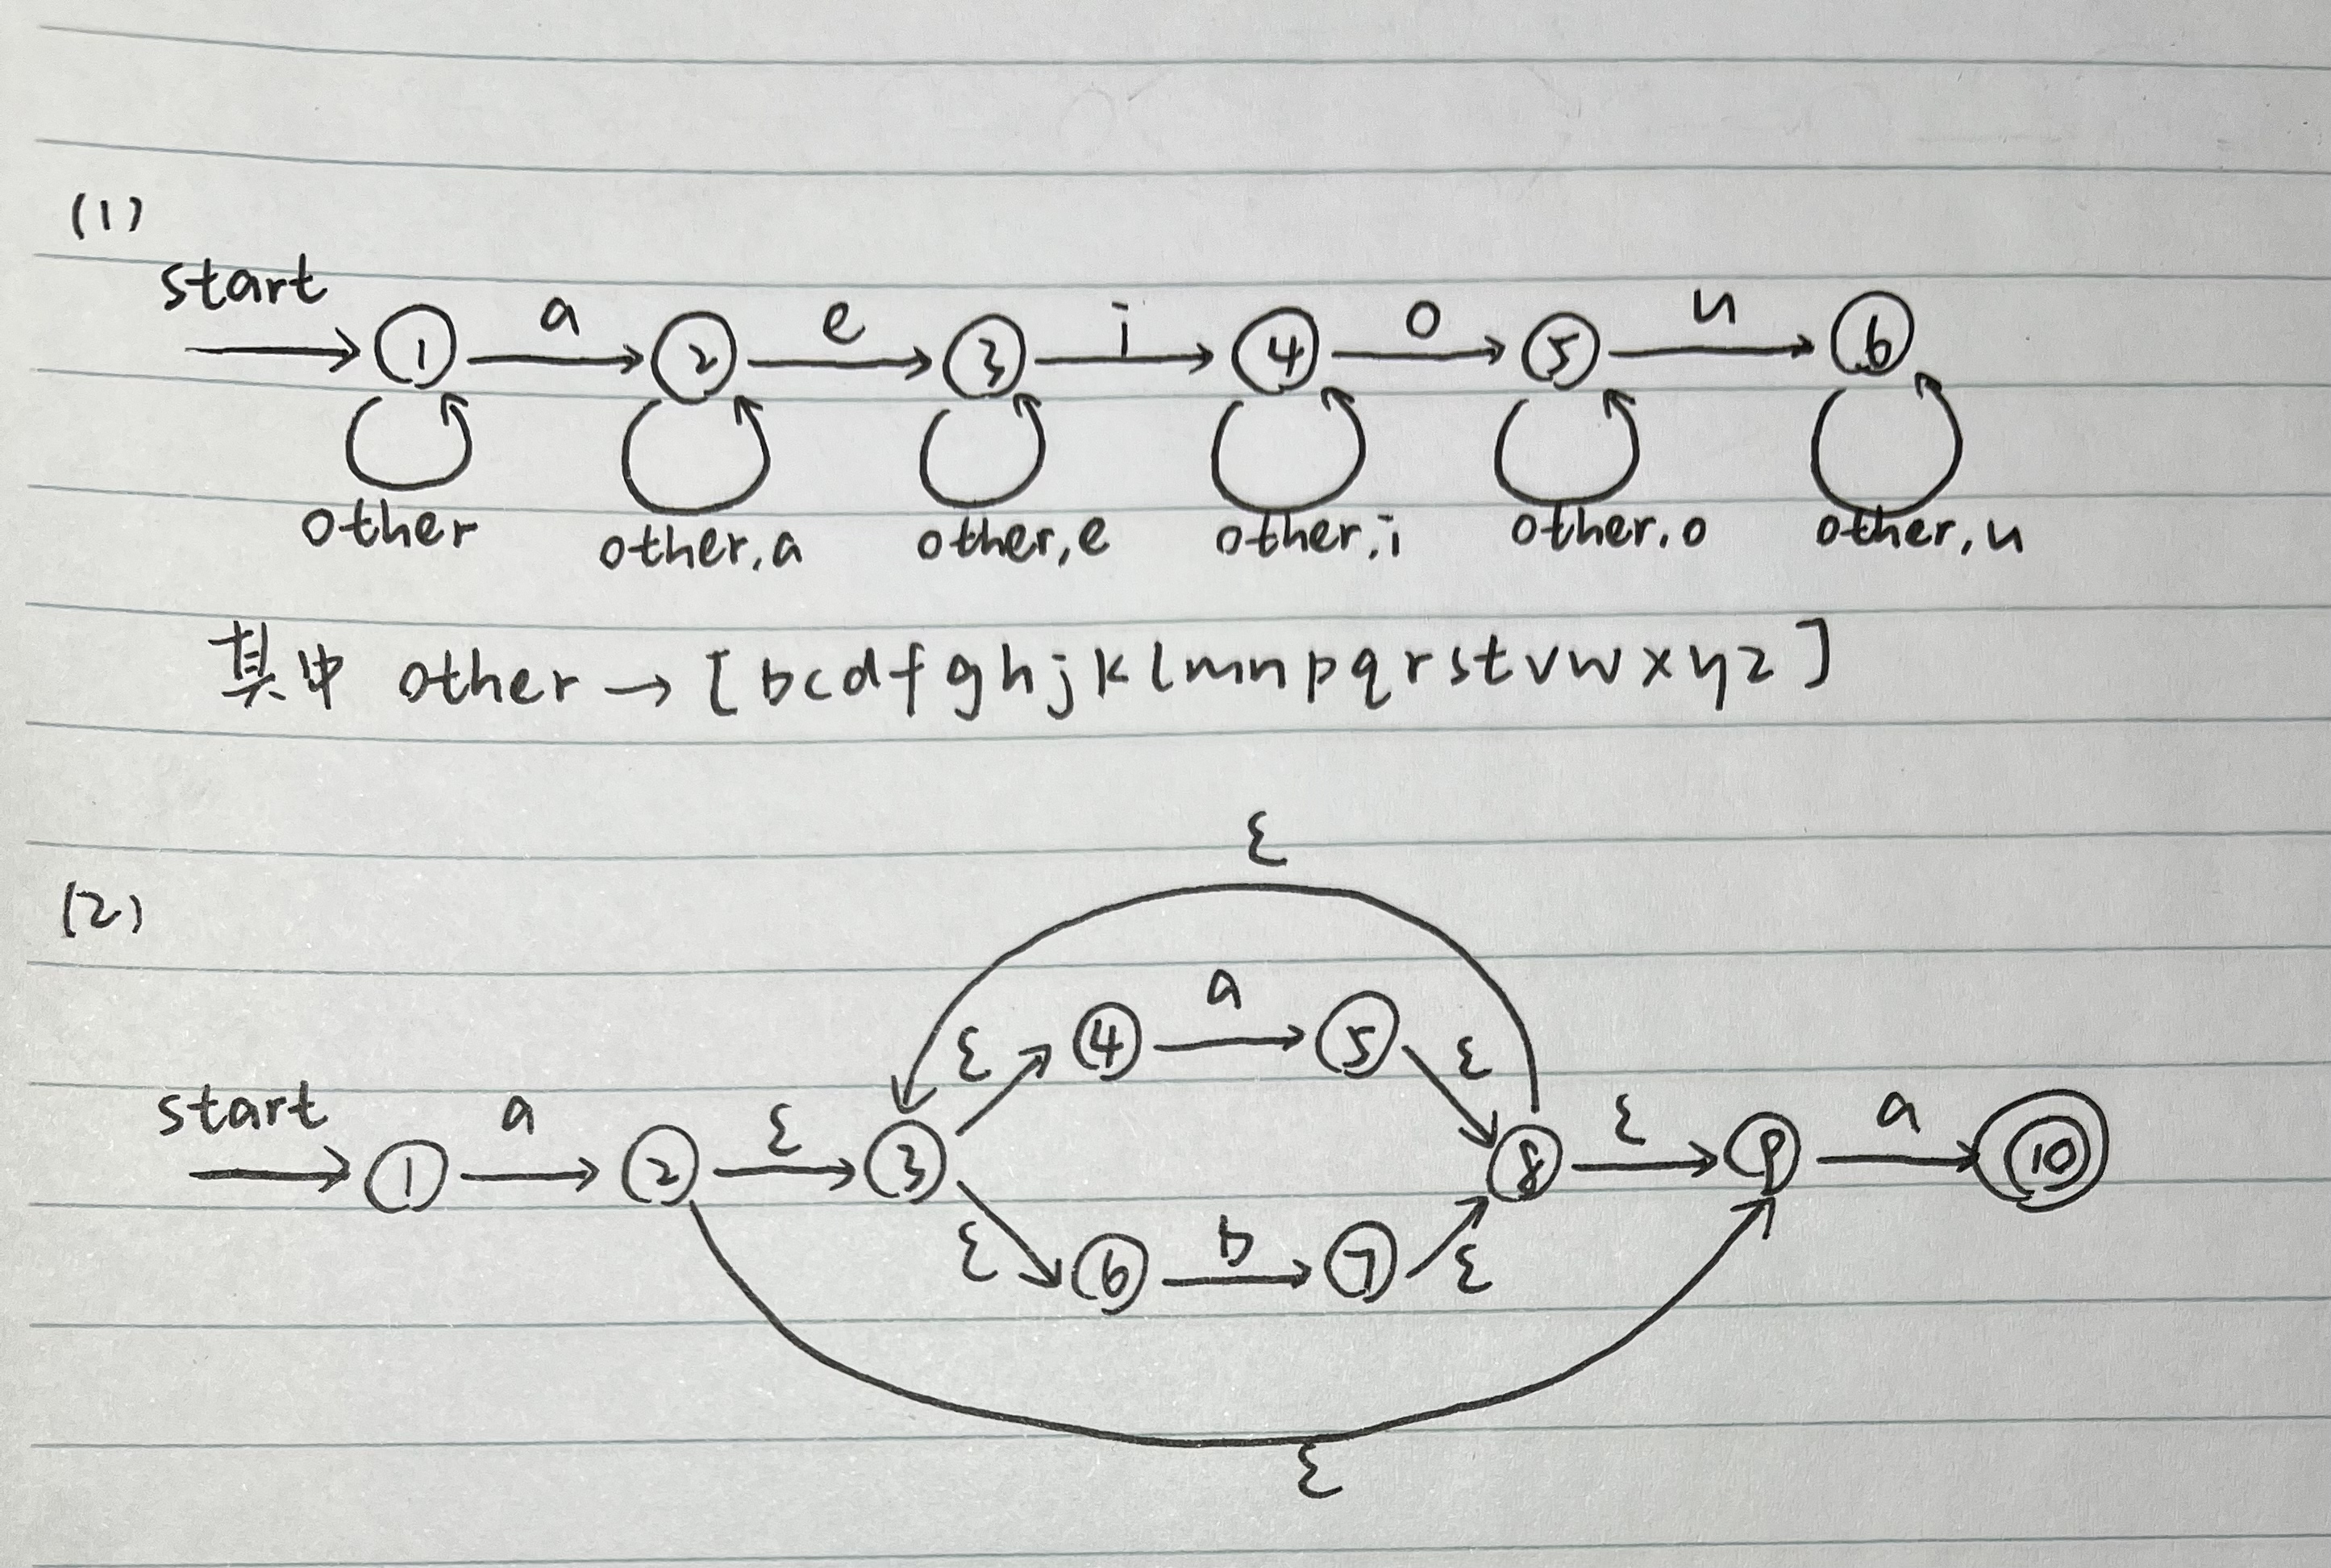 (1)
start
a e i o u
1 2 3 4 5 6
other other,a other,e other,i other,o other,u
其中 other → [bcdfghjklmnpqrstvwxyz]
ε
(2)
a
ε 4 5 ε
start a ε ε a
1 2 3 8 9 10
ε 6 b 7 ε
ε